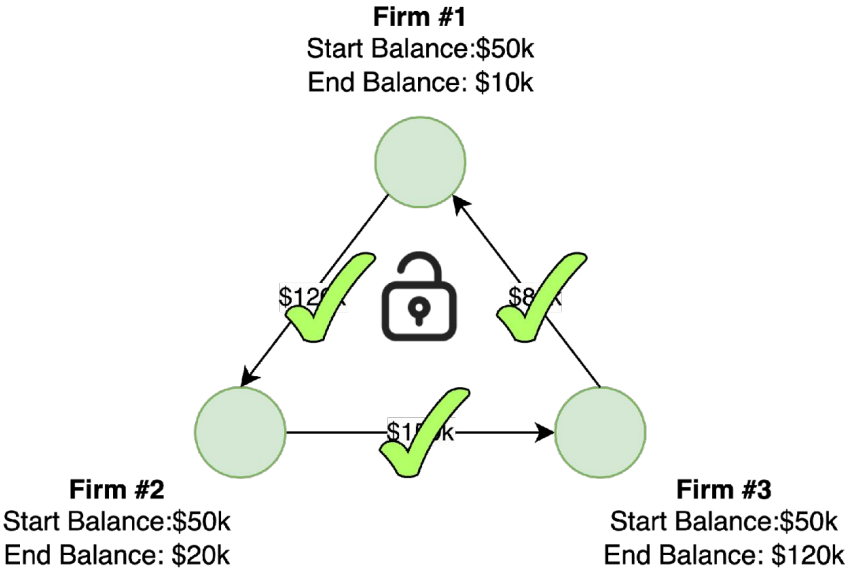 Firm #1
Start Balance:$50k
End Balance: $10k
Firm #2
Start Balance:$50k
End Balance: $20k
Firm #3
Start Balance:$50k
End Balance: $120k